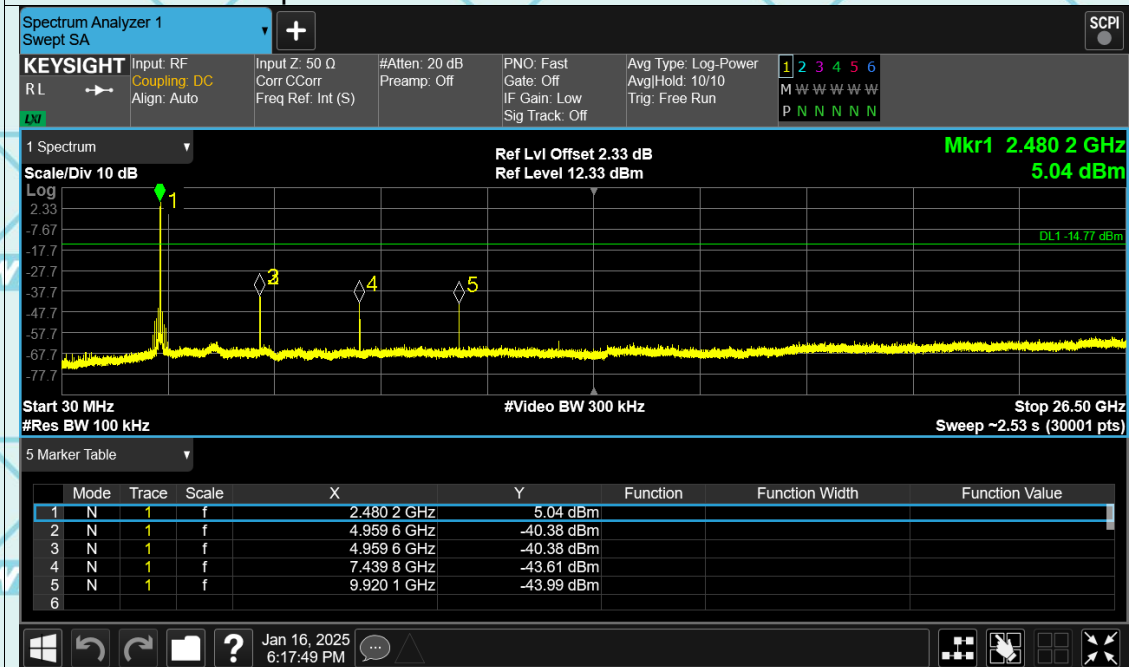 Spectrum Analyzer 1
Swept SA
+
SCPI
KEYSIGHT
RL
LXI
Input: RF
Coupling: DC
Align: Auto
Input Z: 50 Ω
Corr CCorr
Freq Ref: Int (S)
#Atten: 20 dB
Preamp: Off
PNO: Fast
Gate: Off
IF Gain: Low
Sig Track: Off
Avg Type: Log-Power
Avg|Hold: 10/10
Trig: Free Run
1 2 3 4 5 6
M W W W W W
P N N N N N
1 Spectrum
Scale/Div 10 dB
Ref Lvl Offset 2.33 dB
Ref Level 12.33 dBm
Mkr1 2.480 2 GHz
5.04 dBm
Log
2.33
-7.67
-17.7
-27.7
-37.7
-47.7
-57.7
-67.7
-77.7
1
DL1 -14.77 dBm
3
4
5
Start 30 MHz
#Video BW 300 kHz
Stop 26.50 GHz
#Res BW 100 kHz
Sweep ~2.53 s (30001 pts)
5 Marker Table
Mode Trace Scale X Y Function Function Width Function Value
1 N 1 f 2.480 2 GHz 5.04 dBm
2 N 1 f 4.959 6 GHz -40.38 dBm
3 N 1 f 4.959 6 GHz -40.38 dBm
4 N 1 f 7.439 8 GHz -43.61 dBm
5 N 1 f 9.920 1 GHz -43.99 dBm
6
?
Jan 16, 2025
6:17:49 PM